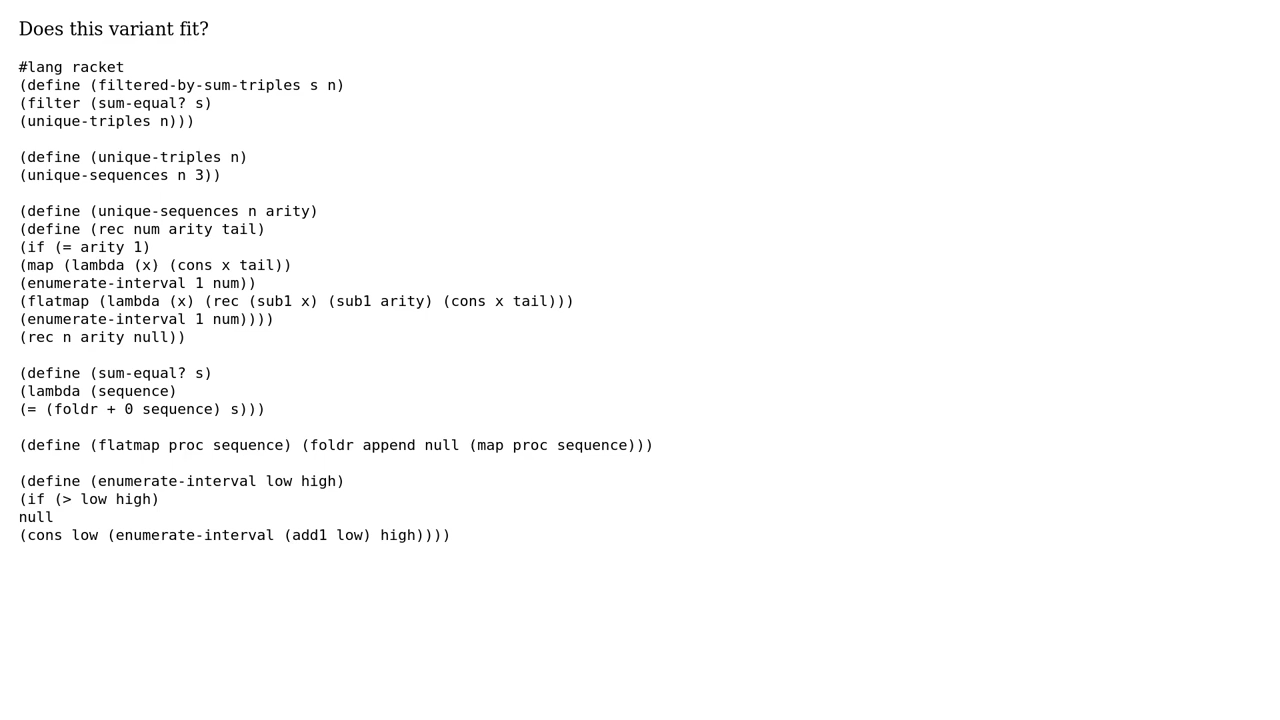 Does this variant fit?
#lang racket
(define (filtered-by-sum-triples s n)
(filter (sum-equal? s)
(unique-triples n)))
(define (unique-triples n)
(unique-sequences n 3))
(define (unique-sequences n arity)
(define (rec num arity tail)
(if (= arity 1)
(map (lambda (x) (cons x tail))
(enumerate-interval 1 num))
(flatmap (lambda (x) (rec (sub1 x) (sub1 arity) (cons x tail)))
(enumerate-interval 1 num))))
(rec n arity null))
(define (sum-equal? s)
(lambda (sequence)
(= (foldr + 0 sequence) s)))
(define (flatmap proc sequence) (foldr append null (map proc sequence)))
(define (enumerate-interval low high)
(if (> low high)
null
(cons low (enumerate-interval (add1 low) high))))